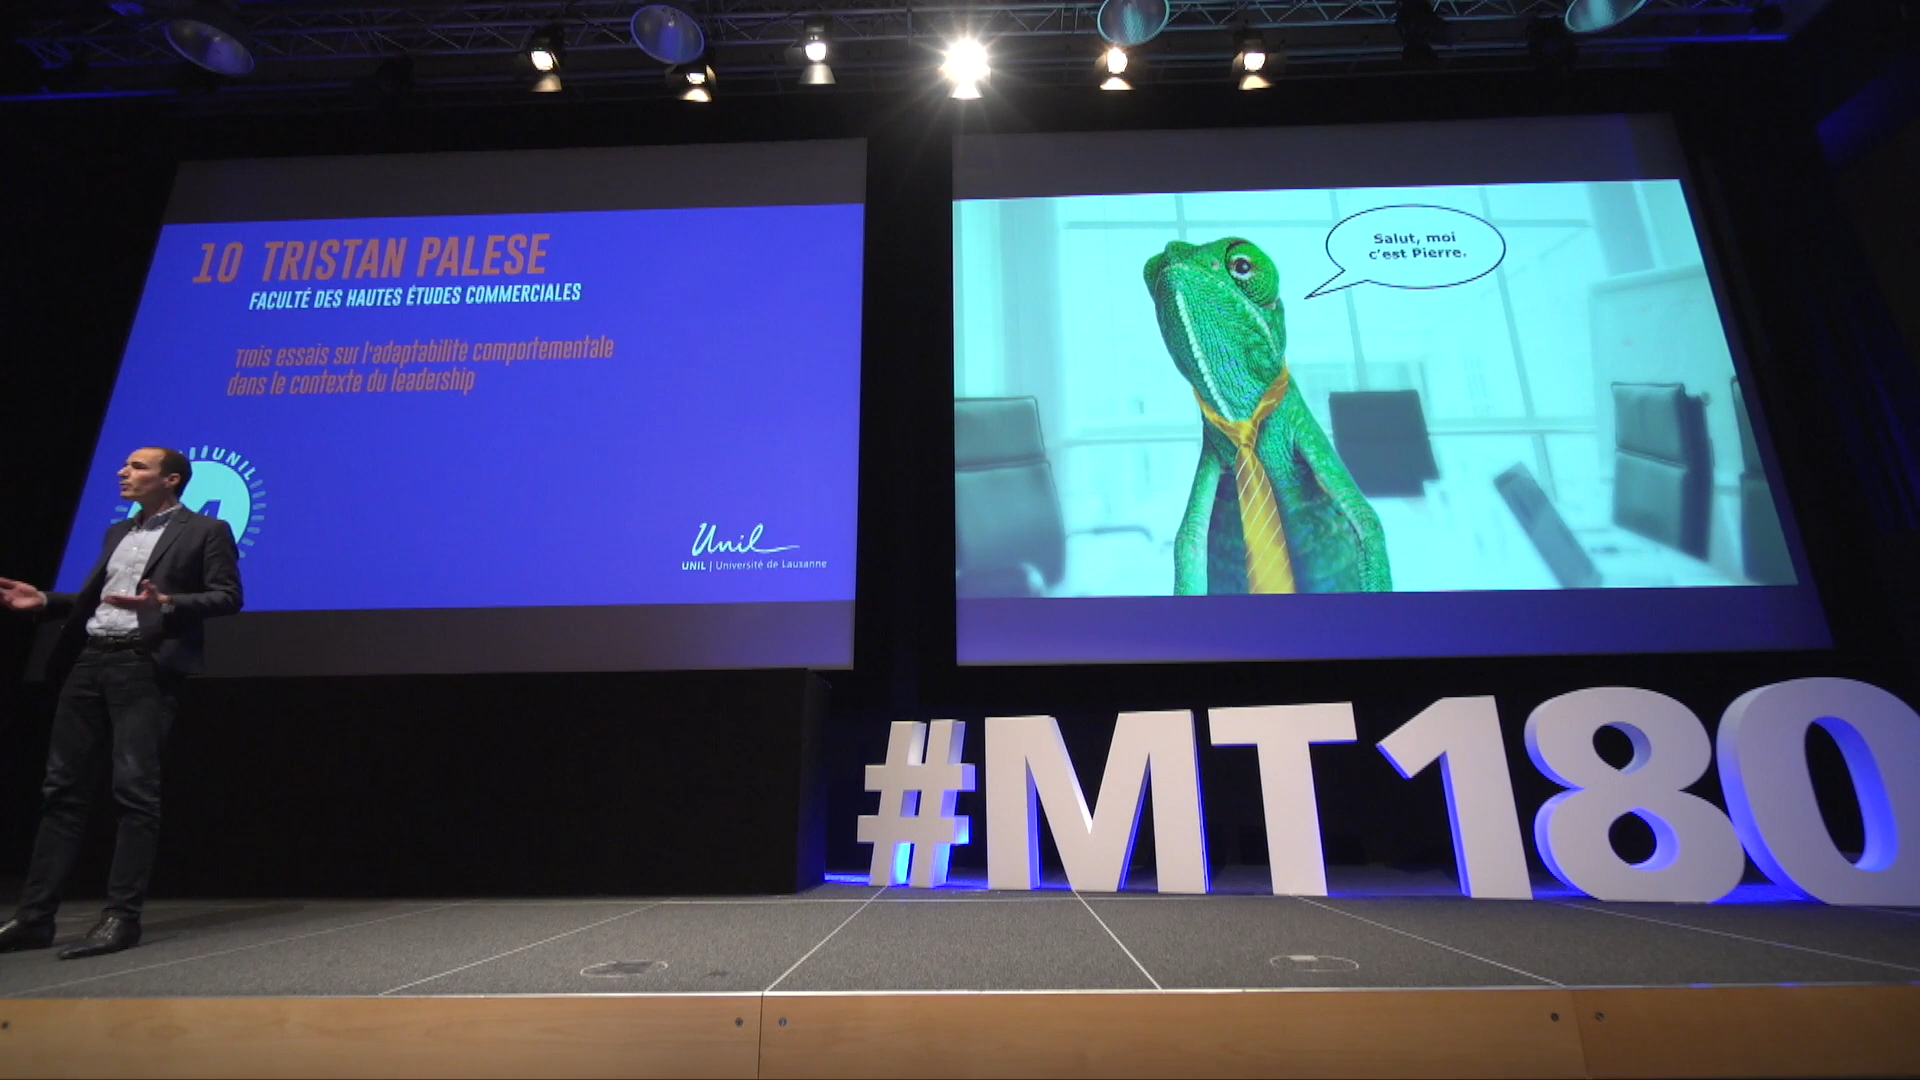 10 TRISTAN PALESE
FACULTÉ DES HAUTES ÉTUDES COMMERCIALES
Trois essais sur l'adaptabilité comportementale
dans le contexte du leadership
UNIL
Unil
UNIL | Université de Lausanne
Salut, moi
c'est Pierre.
#MT180